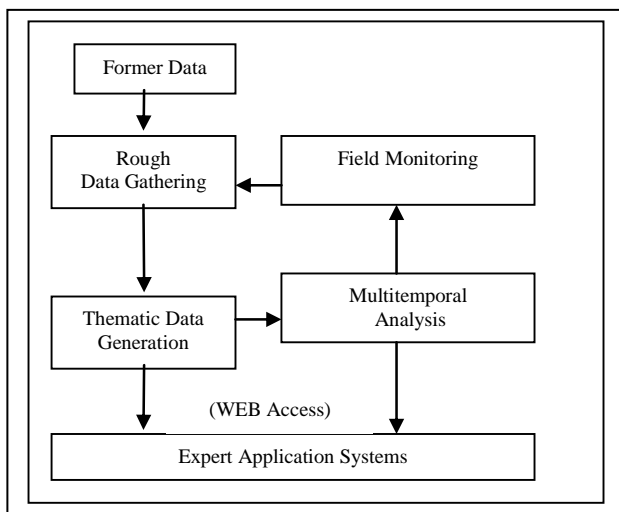 Former Data
Rough
Data Gathering
Field Monitoring
Thematic Data
Generation
Multitemporal
Analysis
(WEB Access)
Expert Application Systems